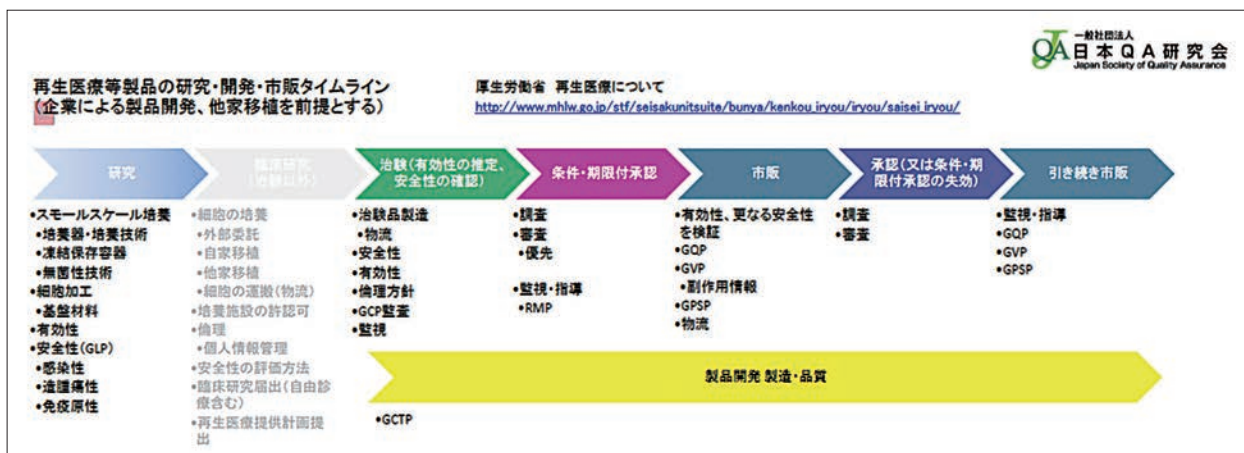 一般社団法人
QA 日本QA研究会
Japan Society of Quality Assurance
再生医療等製品の研究・開発・市販タイムライン
（企業による製品開発、他家移植を前提とする）
厚生労働省 再生医療について
http://www.mhlw.go.jp/stf/seisakunitsuite/bunya/kenkou_iryou/iryou/saisei_iryou/
研究
臨床研究
（治験以外）
治験（有効性の推定、
安全性の確認）
条件・期限付承認
市販
承認（又は条件・期
限付承認の失効）
引き続き市販
•スモールスケール培養
•培養器・培養技術
•凍結保存容器
•無菌性技術
•細胞加工
•基盤材料
•有効性
•安全性（GLP）
•感染性
•造腫瘍性
•免疫原性
•細胞の培養
•外部委託
•自家移植
•他家移植
•細胞の運搬（物流）
•培養施設の許認可
•倫理
•個人情報管理
•安全性の評価方法
•臨床研究届出（自由診
療含む）
•再生医療提供計画提
出
•治験品製造
•物流
•安全性
•有効性
•倫理方針
•GCP監査
•監視
•調査
•審査
•優先
•監視・指導
•RMP
•有効性、更なる安全性
を検証
•GQP
•GVP
•副作用情報
•GPSP
•物流
•調査
•審査
•監視・指導
•GQP
•GVP
•GPSP
製品開発 製造・品質
•GCTP